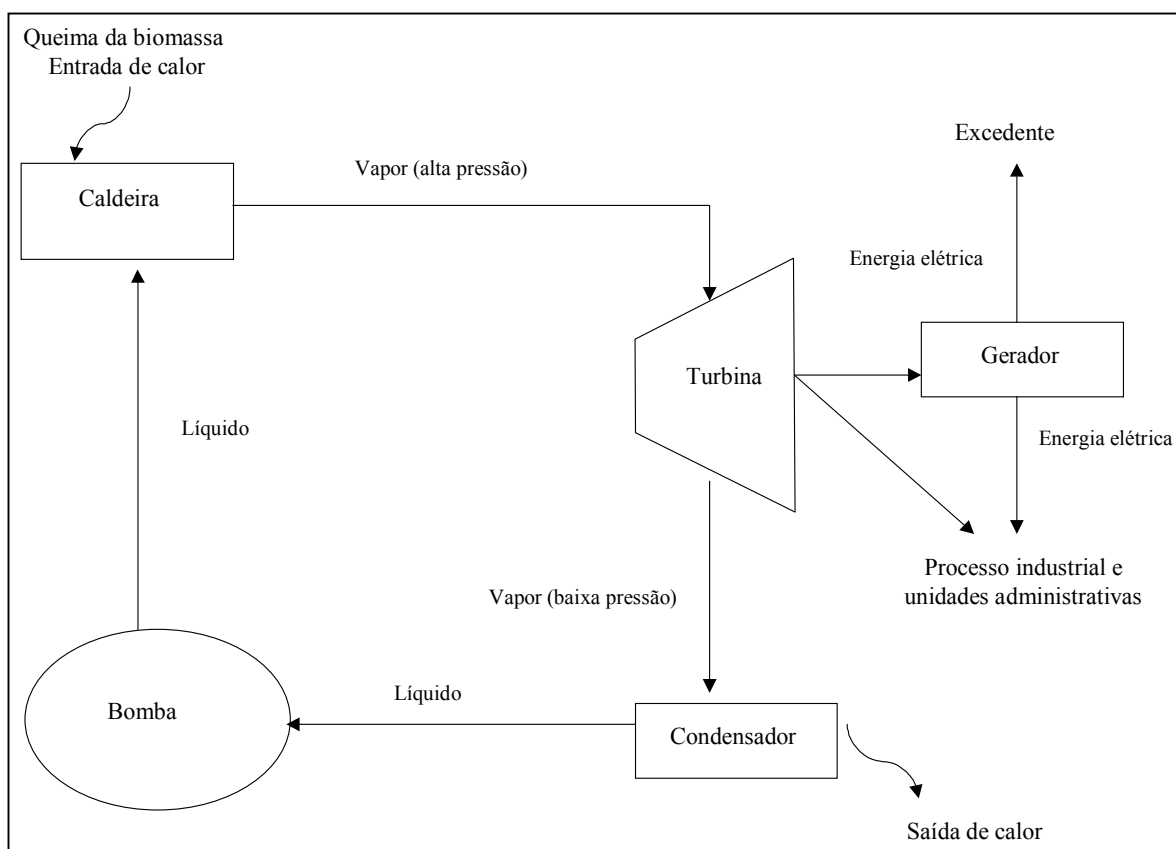 Queima da biomassa
Entrada de calor
Excedente
Vapor (alta pressão)
Caldeira
Energia elétrica
Gerador
Turbina
Líquido
Energia elétrica
Processo industrial e
unidades administrativas
Vapor (baixa pressão)
Líquido
Bomba
Condensador
Saída de calor